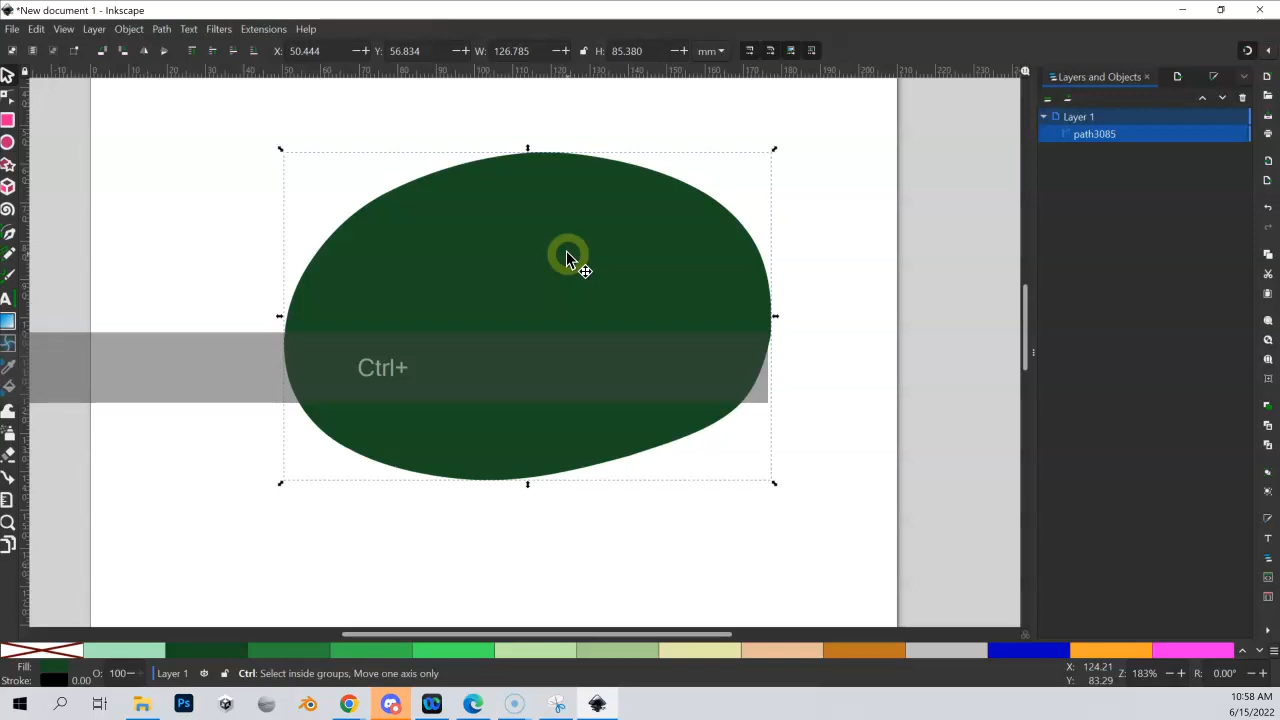 *New document 1 - Inkscape
File Edit View Layer Object Path Text Filters Extensions Help
X: 50.444 Y: 56.834 W: 126.785 H: 85.380 mm
Layers and Objects
Layer 1
path3085
Ctrl+
Fill:
Stroke: 0.00
O: 100
Layer 1
Ctrl: Select inside groups, Move one axis only
X: 124.21
Y: 83.29
Z: 183%
R: 0.00°
Ps
10:58 AM
6/15/2022